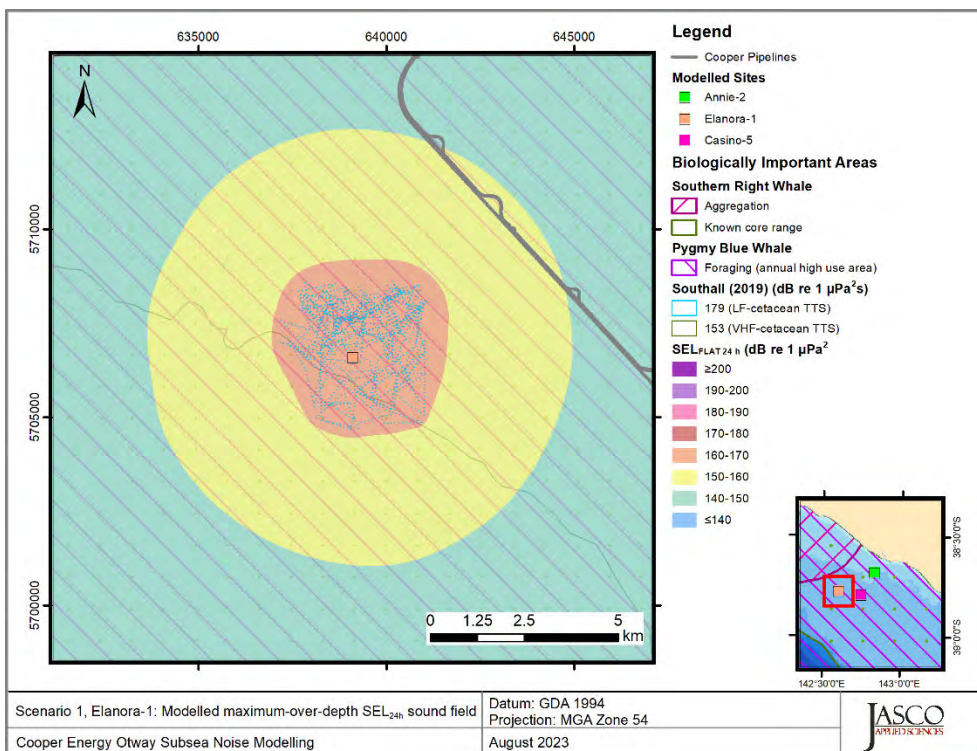 635000
640000
645000
N
5710000
5705000
5700000
0 1.25 2.5 5
km
Legend
Cooper Pipelines
Modelled Sites
Annie-2
Elanora-1
Casino-5
Biologically Important Areas
Southern Right Whale
Aggregation
Known core range
Pygmy Blue Whale
Foraging (annual high use area)
Southall (2019) (dB re 1 µPa²s)
179 (LF-cetacean TTS)
153 (VHF-cetacean TTS)
SELFLAT 24 h (dB re 1 µPa²
≥200
190-200
180-190
170-180
160-170
150-160
140-150
≤140
38°30'S
39°0'S
142°30'0"E 143°0'0"E
Scenario 1, Elanora-1: Modelled maximum-over-depth SEL24h sound field
Cooper Energy Otway Subsea Noise Modelling
Datum: GDA 1994
Projection: MGA Zone 54
August 2023
JASCO
APPLIED SCIENCES